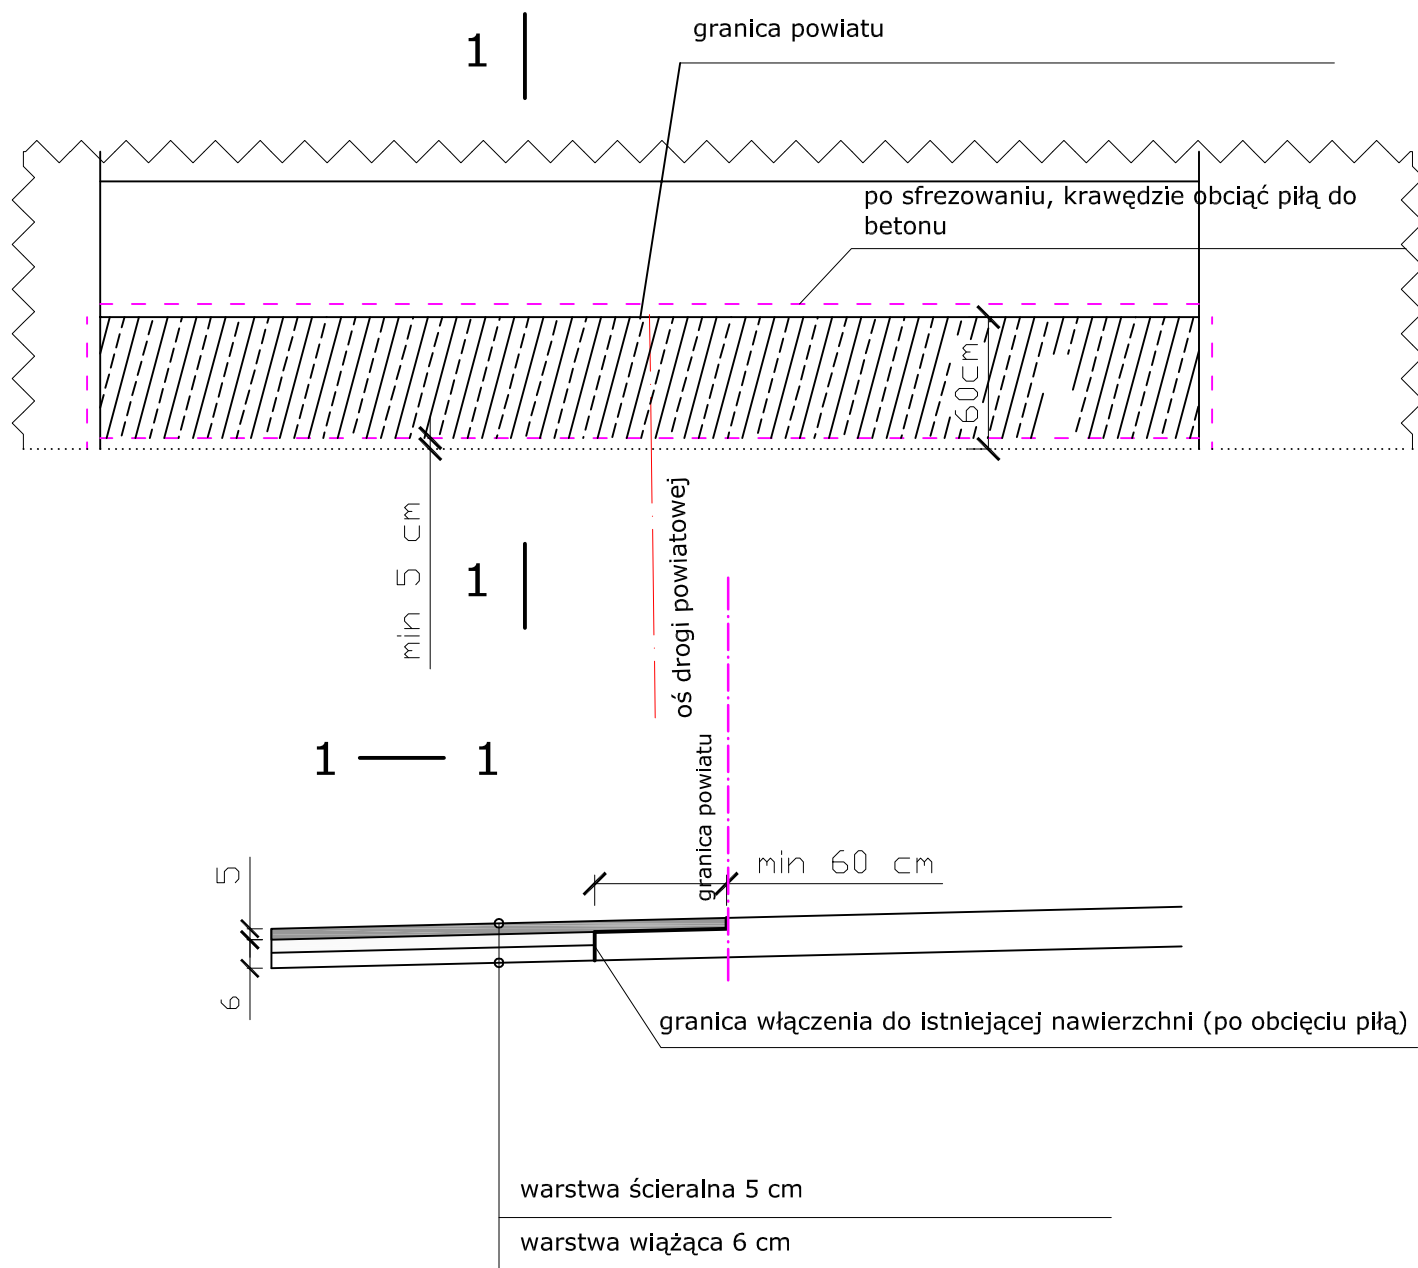 1
granica powiatu
po sfrezowaniu, krawędzie obciąć piłą do
betonu
60cm
min 5 cm
1
oś drogi powiatowej
1 1
granica powiatu
min 60 cm
5
6
granica włączenia do istniejącej nawierzchni (po obcięciu piłą)
warstwa ścieralna 5 cm
warstwa wiążąca 6 cm